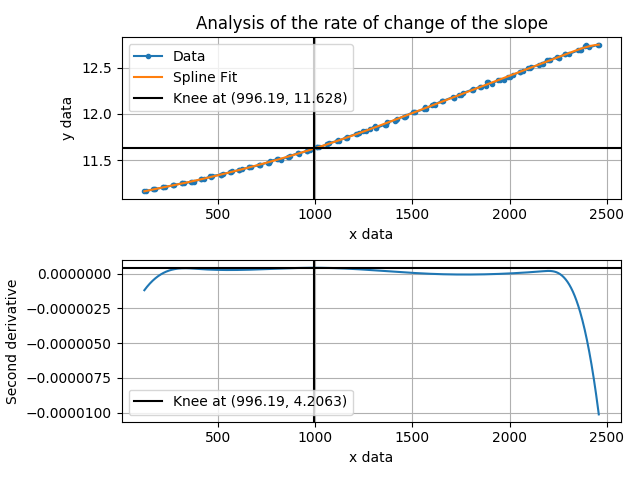 Analysis of the rate of change of the slope
y data
12.5
12.0
11.5
Data
Spline Fit
Knee at (996.19, 11.628)
500 1000 1500 2000 2500
x data
Second derivative
0.0000000
−0.0000025
−0.0000050
−0.0000075
−0.0000100
Knee at (996.19, 4.2063)
500 1000 1500 2000 2500
x data